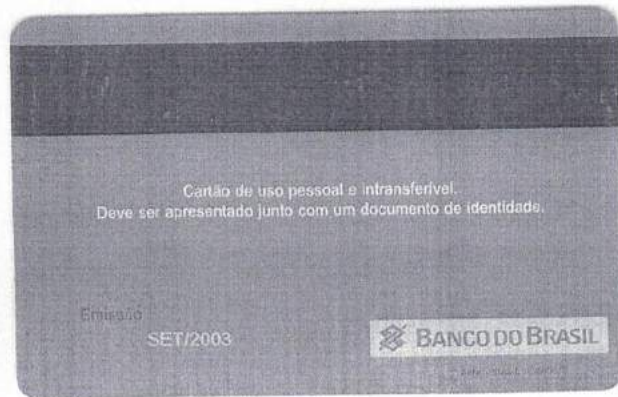 Cartão de uso pessoal e intransferível.
Deve ser apresentado junto com um documento de identidade.
Emissão
SET/2003
BANCO DO BRASIL